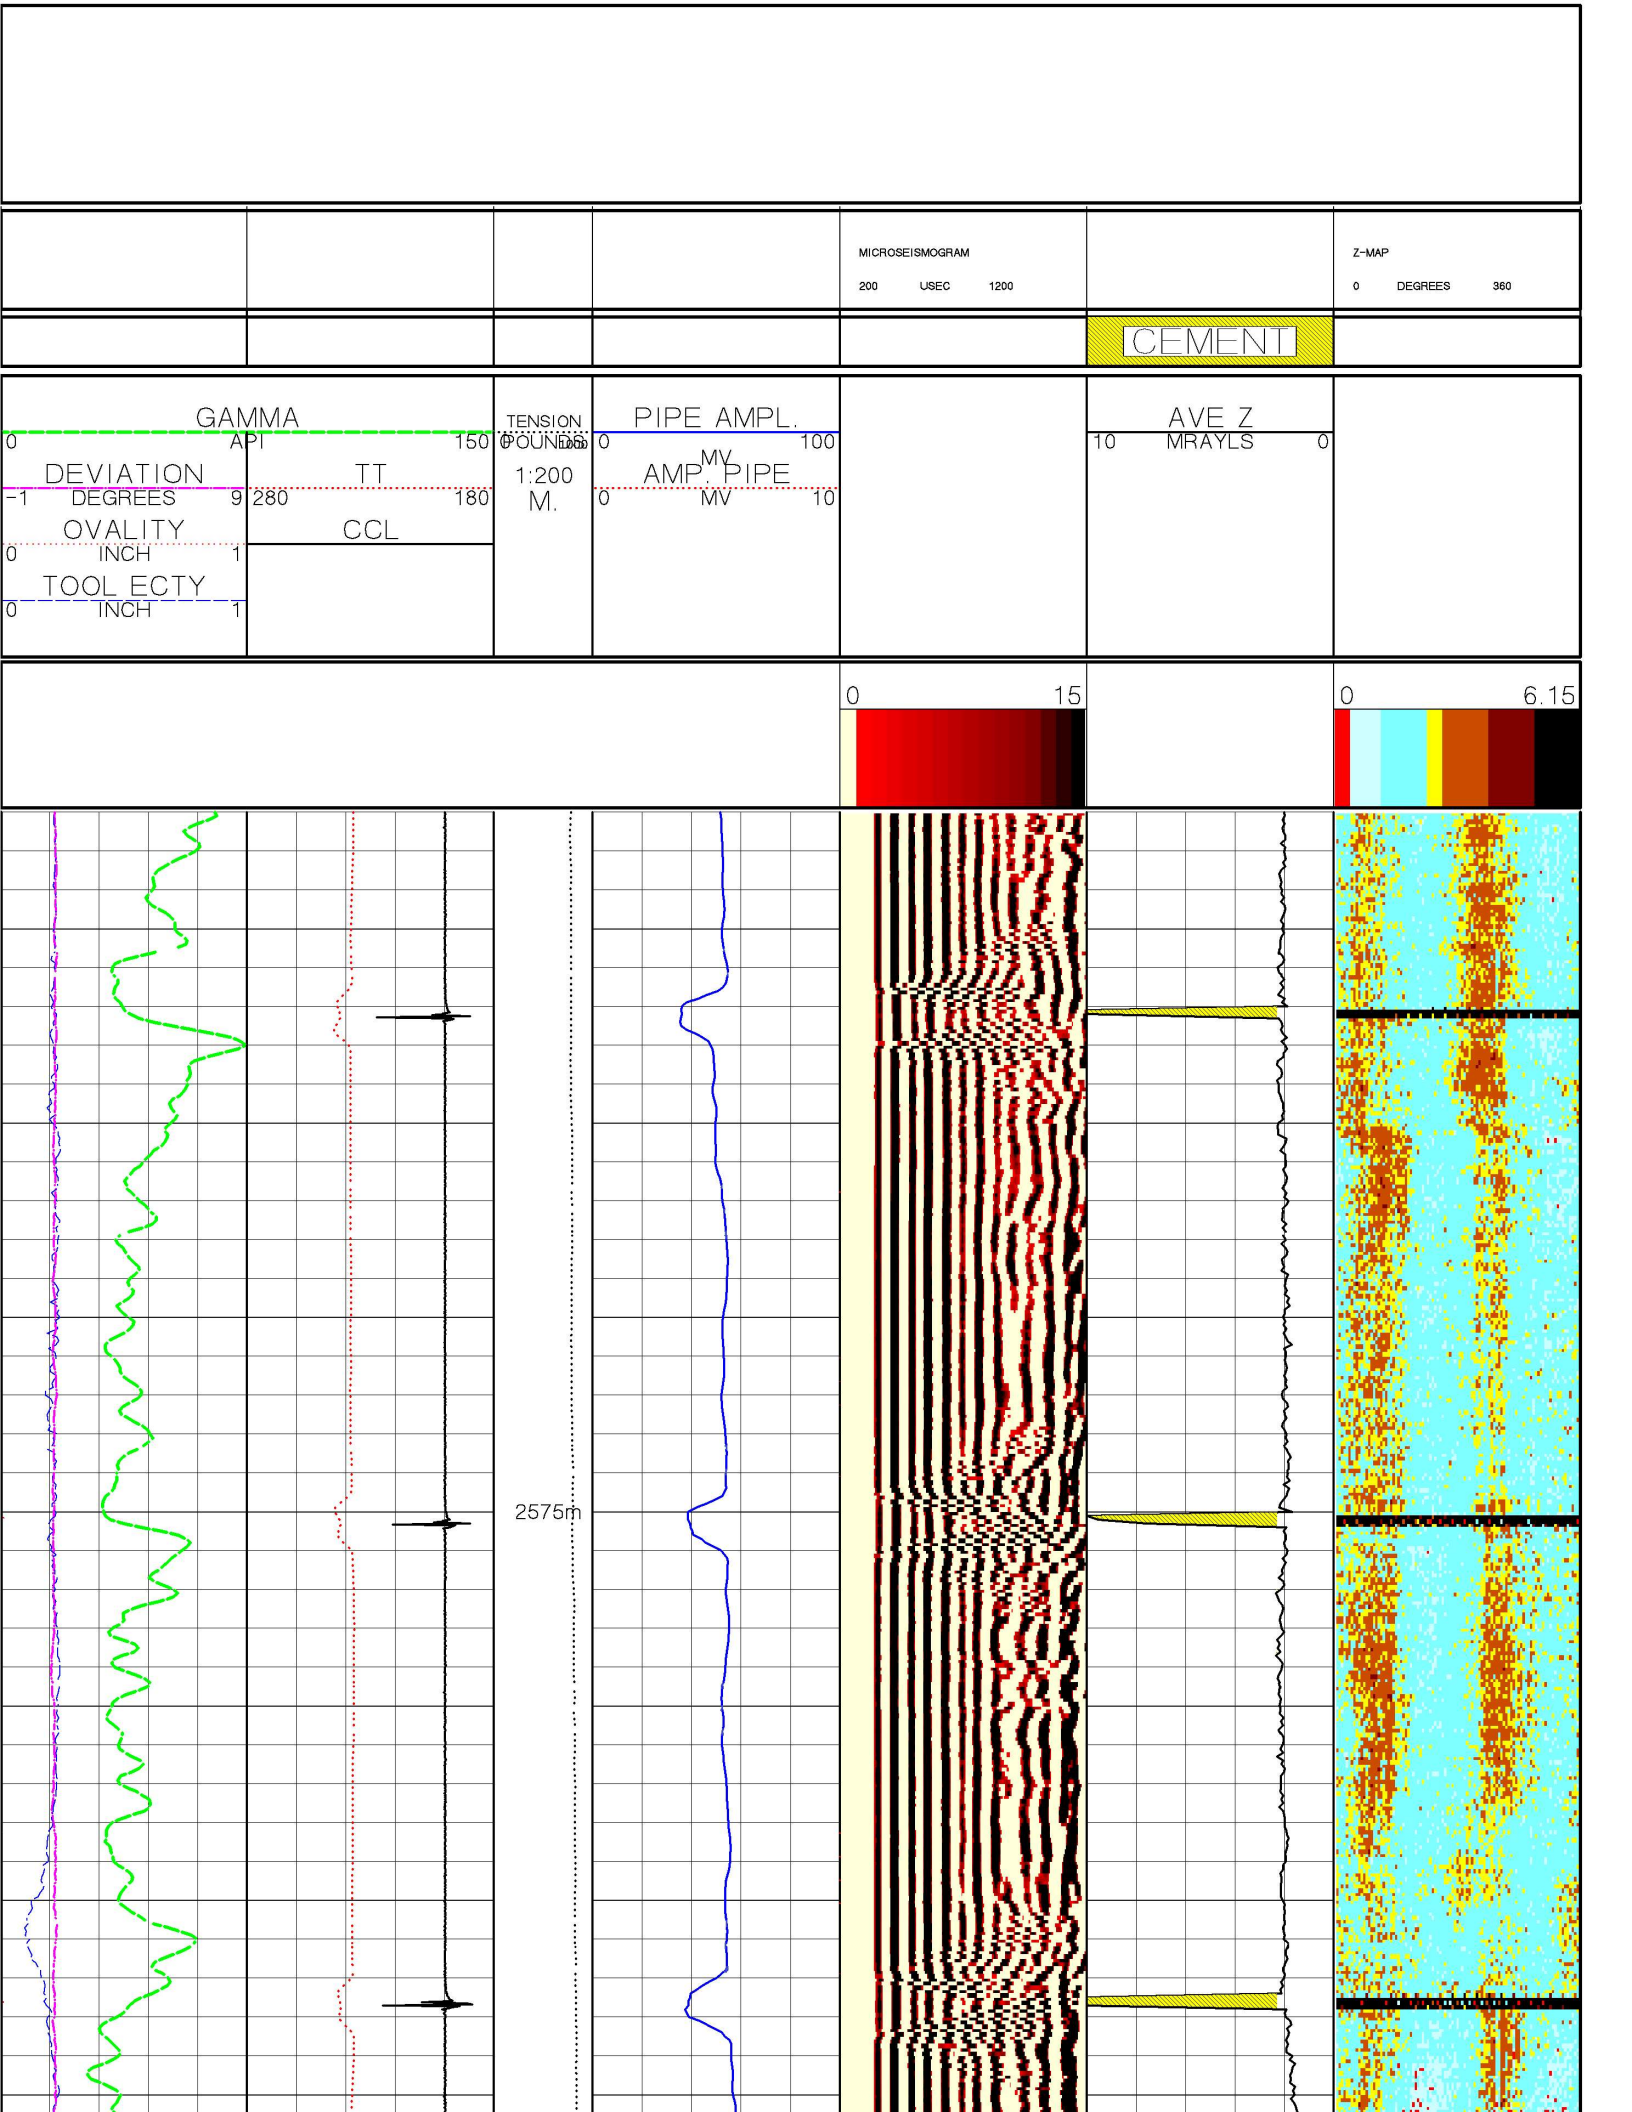 MICROSEISMOGRAM
200 USEC 1200
Z-MAP
0 DEGREES 360
CEMENT
GAMMA
0 API 150
DEVIATION
-1 DEGREES 9
OVALITY
0 INCH 1
TOOL ECTY
0 INCH 1
TT
280 180
CCL
TENSION
POUNDS
1:200
M.
PIPE AMPL.
0 100
MV
AMP. PIPE
0 MV 10
AVE Z
10 MRAYLS 0
0 15
0 6.15
2575m